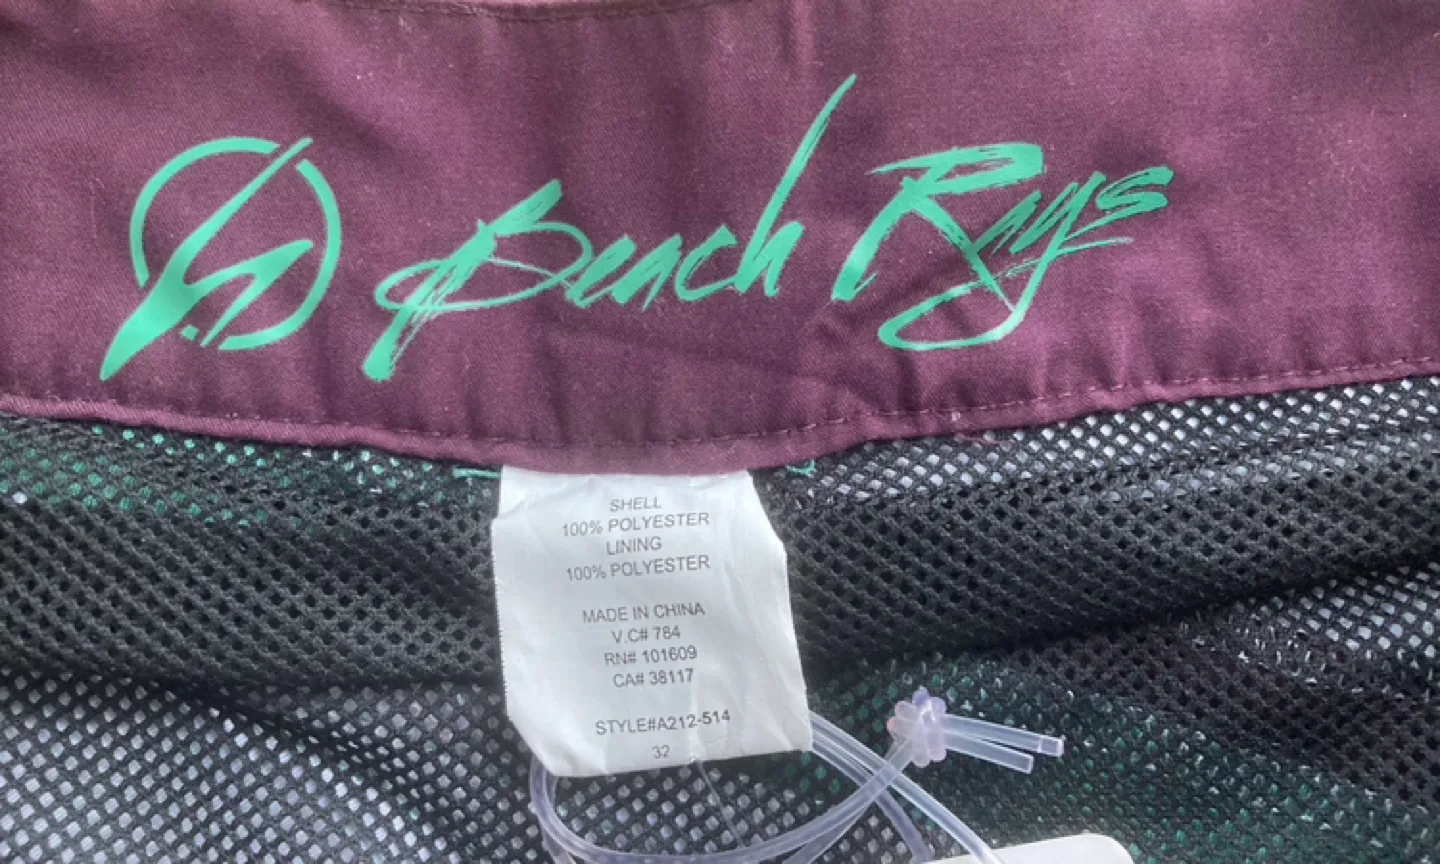 Beach Rays
SHELL
100% POLYESTER
LINING
100% POLYESTER
MADE IN CHINA
V.C# 784
RN# 101609
CA# 38117
STYLE#A212-514
32